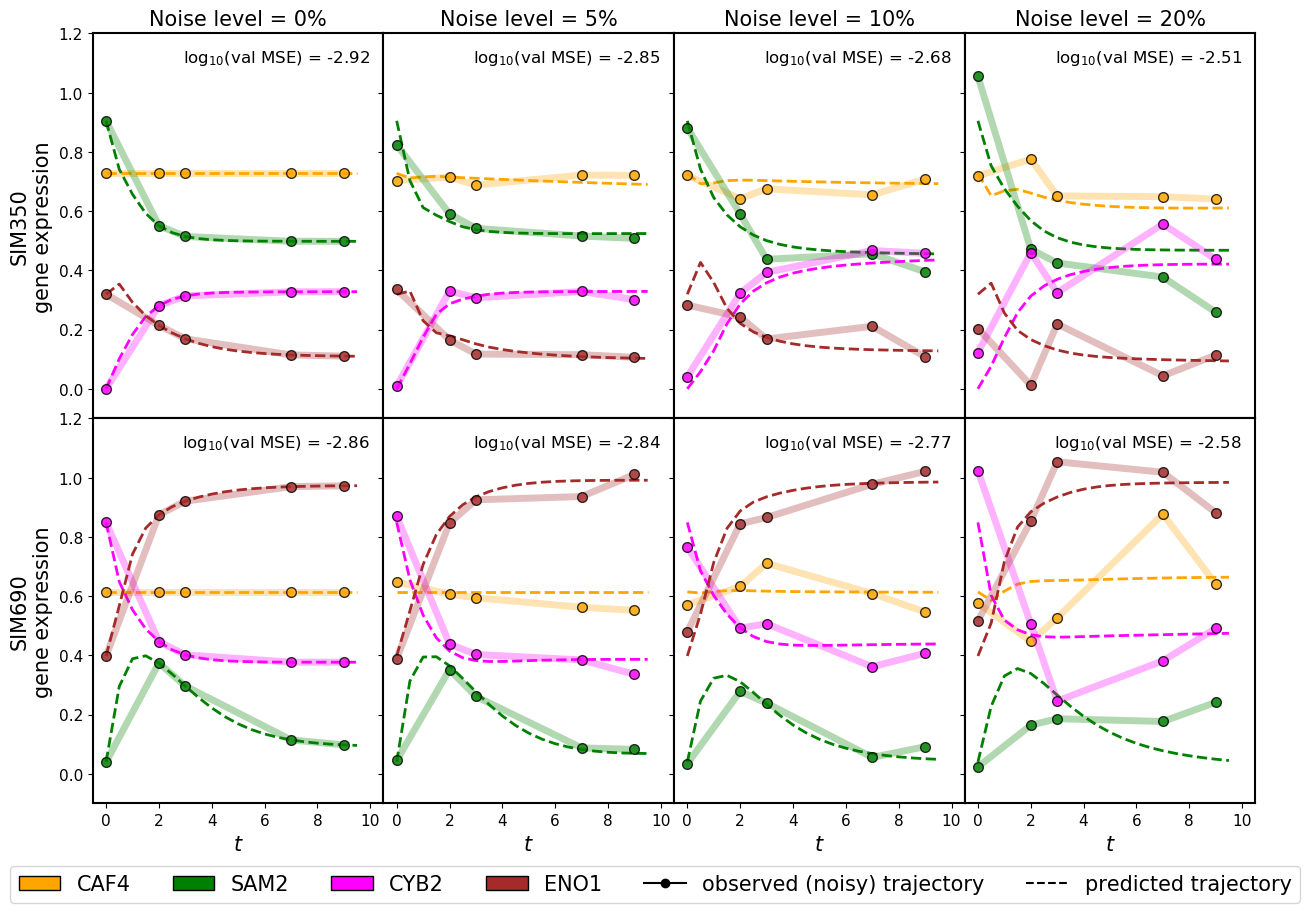 Noise level = 0% Noise level = 5% Noise level = 10% Noise level = 20%
SIM350
gene expression
1.2
1.0
0.8
0.6
0.4
0.2
0.0
log₁₀(val MSE) = -2.92
log₁₀(val MSE) = -2.85
log₁₀(val MSE) = -2.68
log₁₀(val MSE) = -2.51
SIM690
gene expression
1.2
1.0
0.8
0.6
0.4
0.2
0.0
log₁₀(val MSE) = -2.86
log₁₀(val MSE) = -2.84
log₁₀(val MSE) = -2.77
log₁₀(val MSE) = -2.58
0 2 4 6 8 10 0 2 4 6 8 10 0 2 4 6 8 10 0 2 4 6 8 10
t t t t
CAF4 SAM2 CYB2 ENO1 observed (noisy) trajectory predicted trajectory